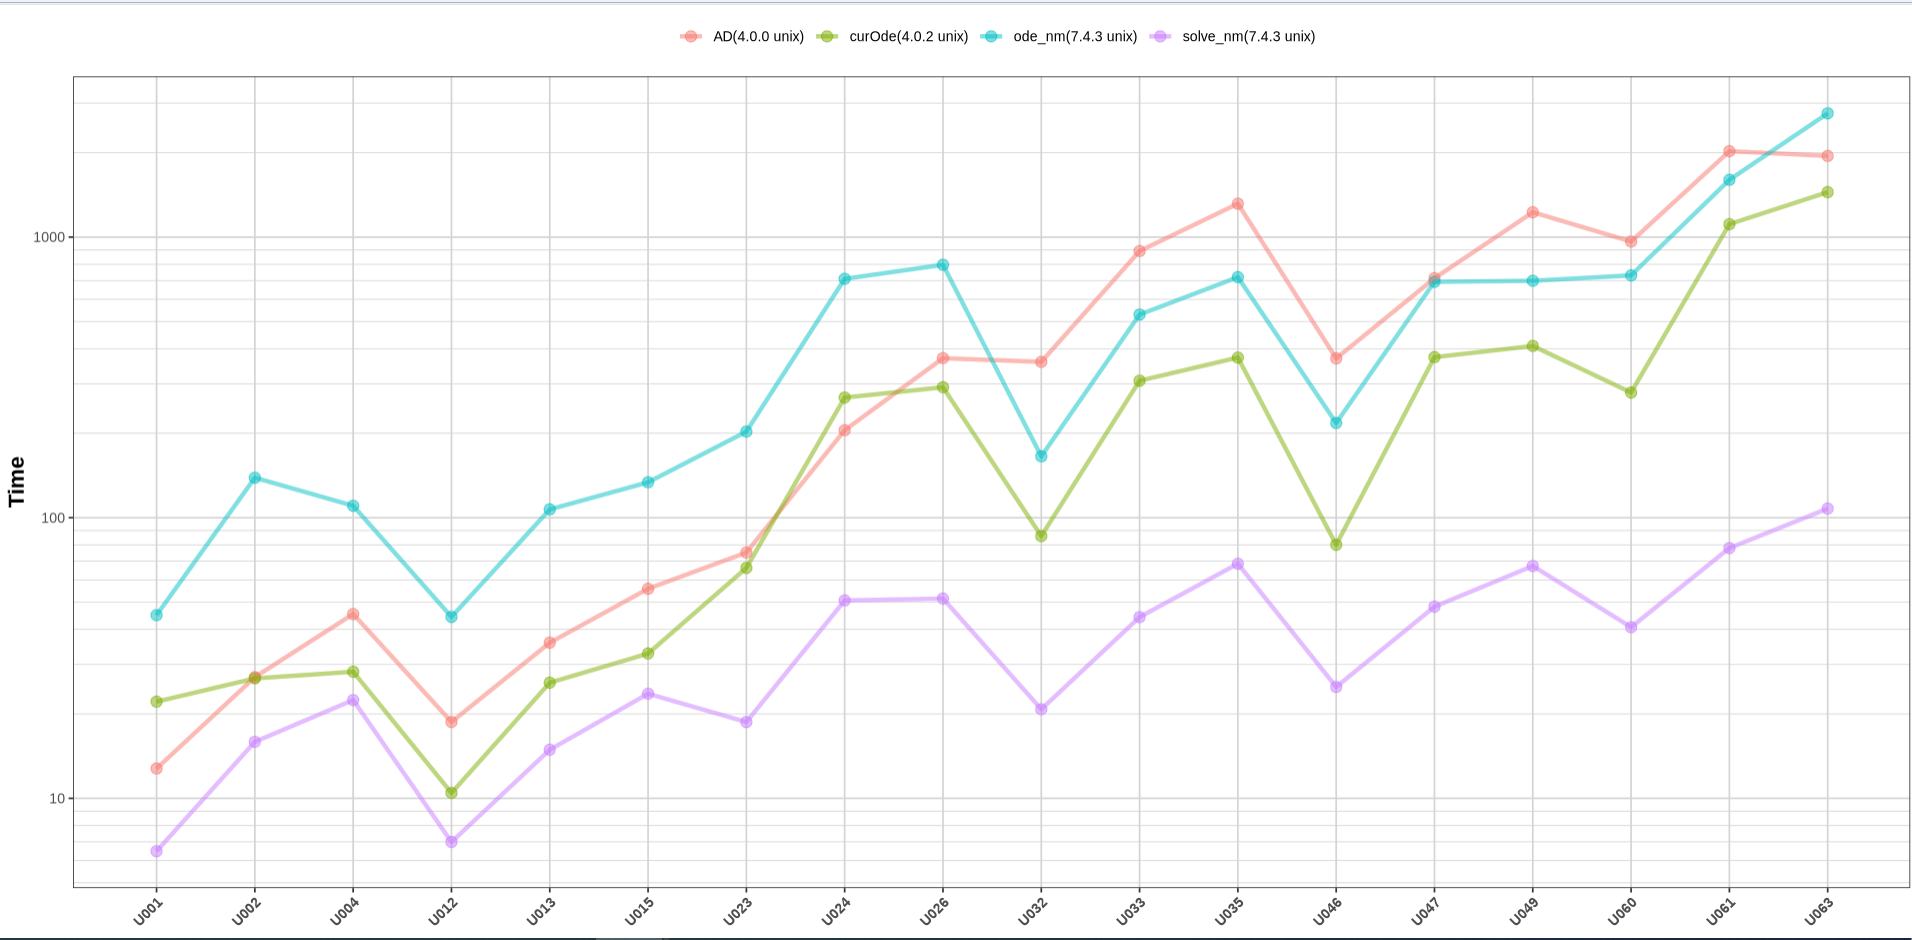 AD(4.0.0 unix) curOde(4.0.2 unix) ode_nm(7.4.3 unix) solve_nm(7.4.3 unix)
1000
100
10
Time
U001 U002 U004 U012 U013 U015 U023 U024 U026 U032 U033 U035 U046 U047 U049 U060 U061 U063